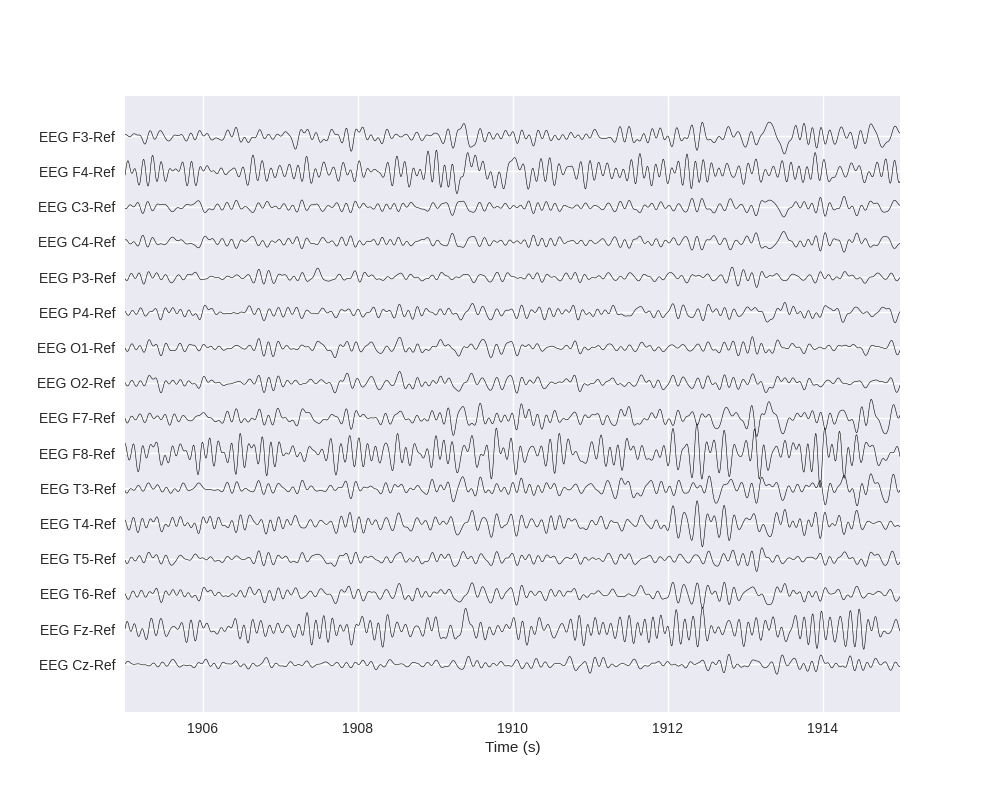 EEG F3-Ref
EEG F4-Ref
EEG C3-Ref
EEG C4-Ref
EEG P3-Ref
EEG P4-Ref
EEG O1-Ref
EEG O2-Ref
EEG F7-Ref
EEG F8-Ref
EEG T3-Ref
EEG T4-Ref
EEG T5-Ref
EEG T6-Ref
EEG Fz-Ref
EEG Cz-Ref
1906 1908 1910 1912 1914
Time (s)